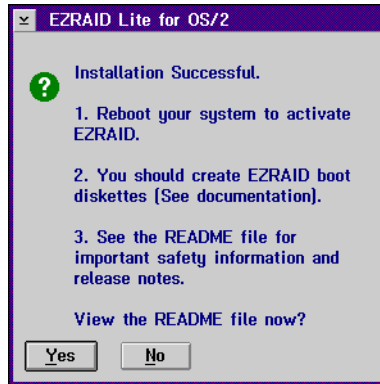 EZRAID Lite for OS/2
Installation Successful.
1. Reboot your system to activate
EZRAID.
2. You should create EZRAID boot
diskettes (See documentation).
3. See the README file for
important safety information and
release notes.
View the README file now?
Yes
No